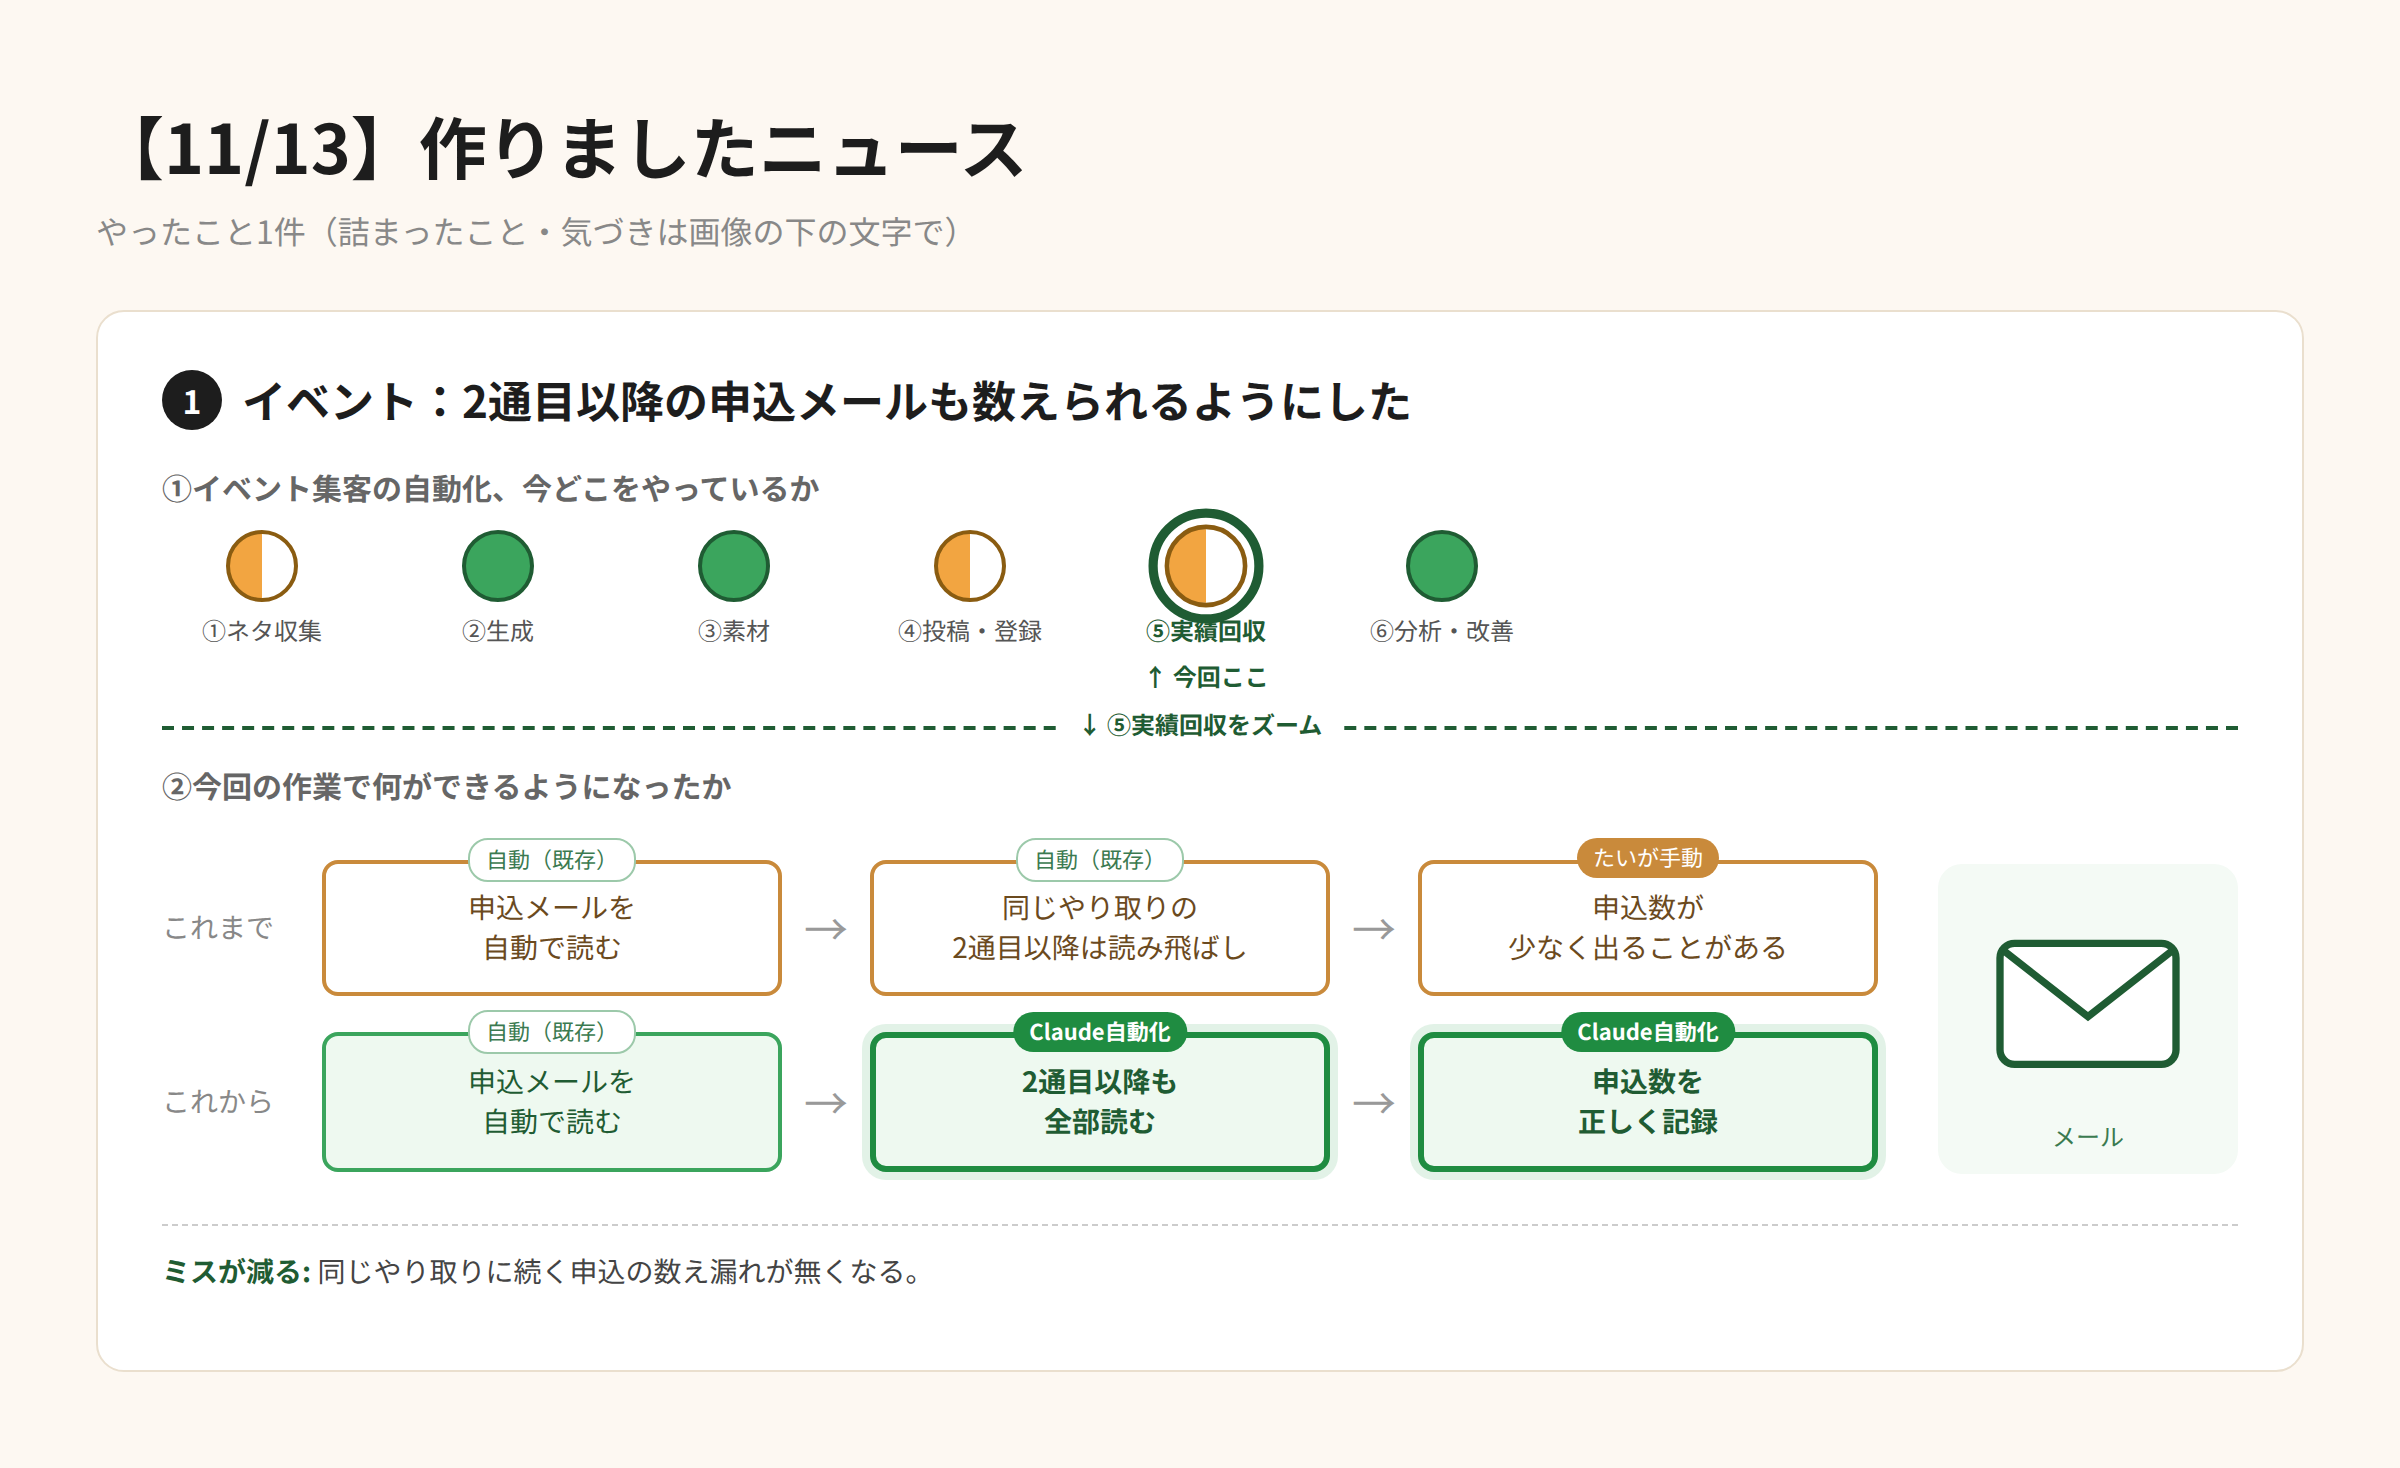 【11/13】作りましたニュース
やったこと1件（詰まったこと・気づきは画像の下の文字で）
1 イベント：2通目以降の申込メールも数えられるようにした
①イベント集客の自動化、今どこをやっているか
①ネタ収集
②生成
③素材
④投稿・登録
⑤実績回収
⑥分析・改善
↑ 今回ここ
↓ ⑤実績回収をズーム
②今回の作業で何ができるようになったか
これまで
自動（既存）
申込メールを
自動で読む
→
自動（既存）
同じやり取りの
2通目以降は読み飛ばし
→
たいが手動
申込数が
少なく出ることがある
これから
自動（既存）
申込メールを
自動で読む
→
Claude自動化
2通目以降も
全部読む
→
Claude自動化
申込数を
正しく記録
メール
ミスが減る: 同じやり取りに続く申込の数え漏れが無くなる。